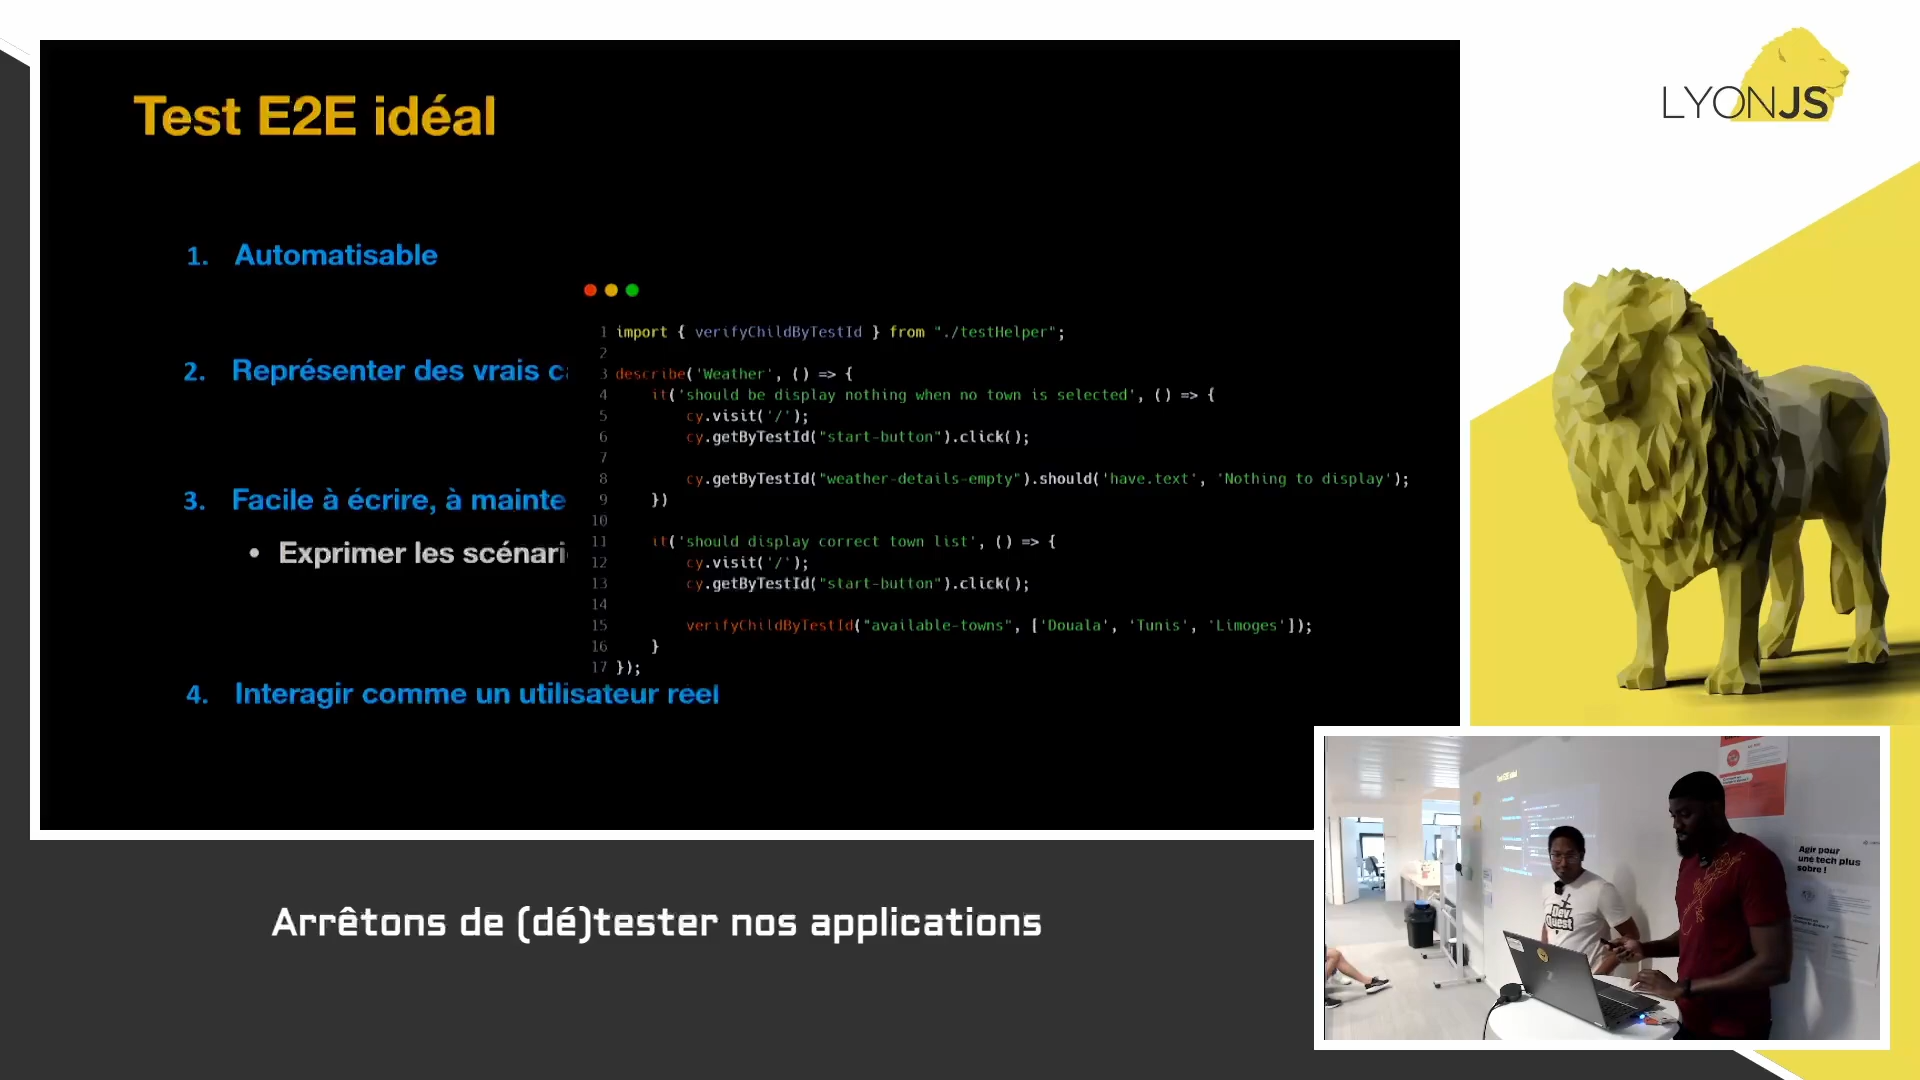 Test E2E idéal
1. Automatisable
2. Représenter des vrais c
3. Facile à écrire, à mainte
• Exprimer les scénari
4. Interagir comme un utilisateur réel
1 import { verifyChildByTestId } from "./testHelper";
2
3 describe('Weather', () => {
4 it('should be display nothing when no town is selected', () => {
5 cy.visit('/');
6 cy.getByTestId("start-button").click();
7
8 cy.getByTestId("weather-details-empty").should('have.text', 'Nothing to display');
9 })
10
11 it('should display correct town list', () => {
12 cy.visit('/');
13 cy.getByTestId("start-button").click();
14
15 verifyChildByTestId("available-towns", ['Douala', 'Tunis', 'Limoges']);
16 }
17 });
LYONJS
Test E2E idéal
Dev
Quest
Agir pour
une tech plus
sobre !
Arrêtons de (dé)tester nos applications